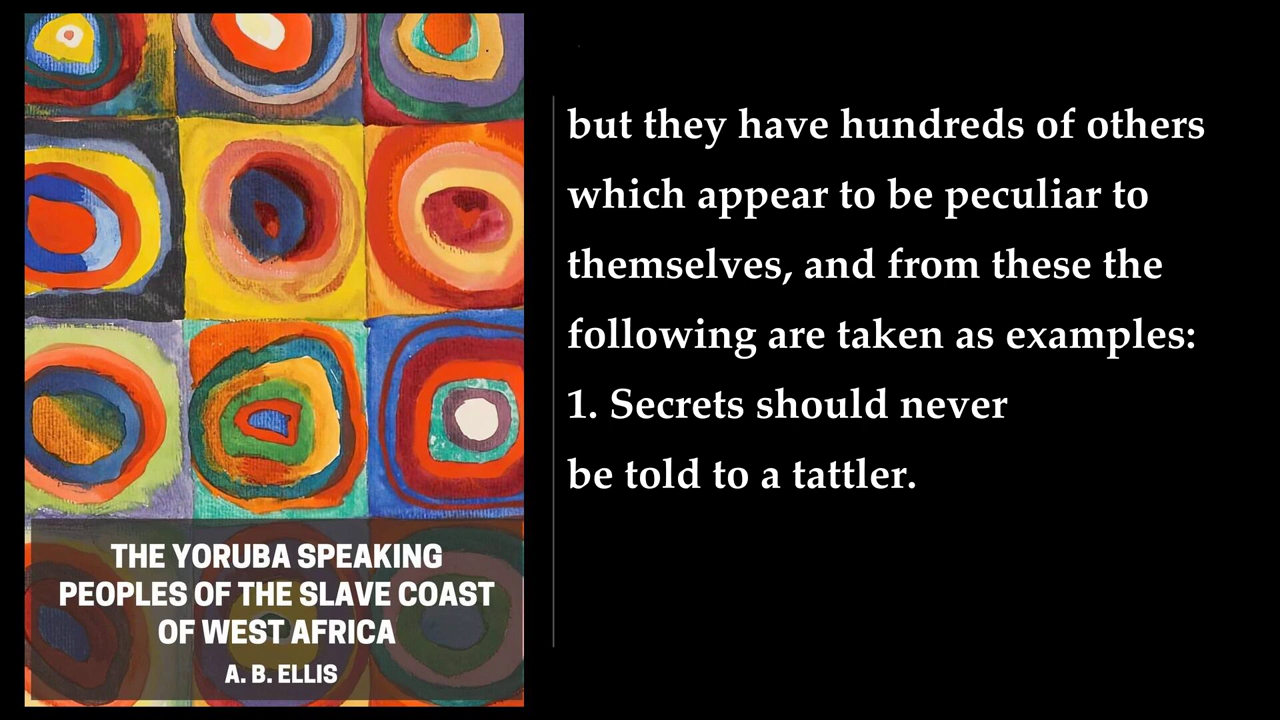 but they have hundreds of others
which appear to be peculiar to
themselves, and from these the
following are taken as examples:
1. Secrets should never
be told to a tattler.
THE YORUBA SPEAKING
PEOPLES OF THE SLAVE COAST
OF WEST AFRICA
A. B. ELLIS